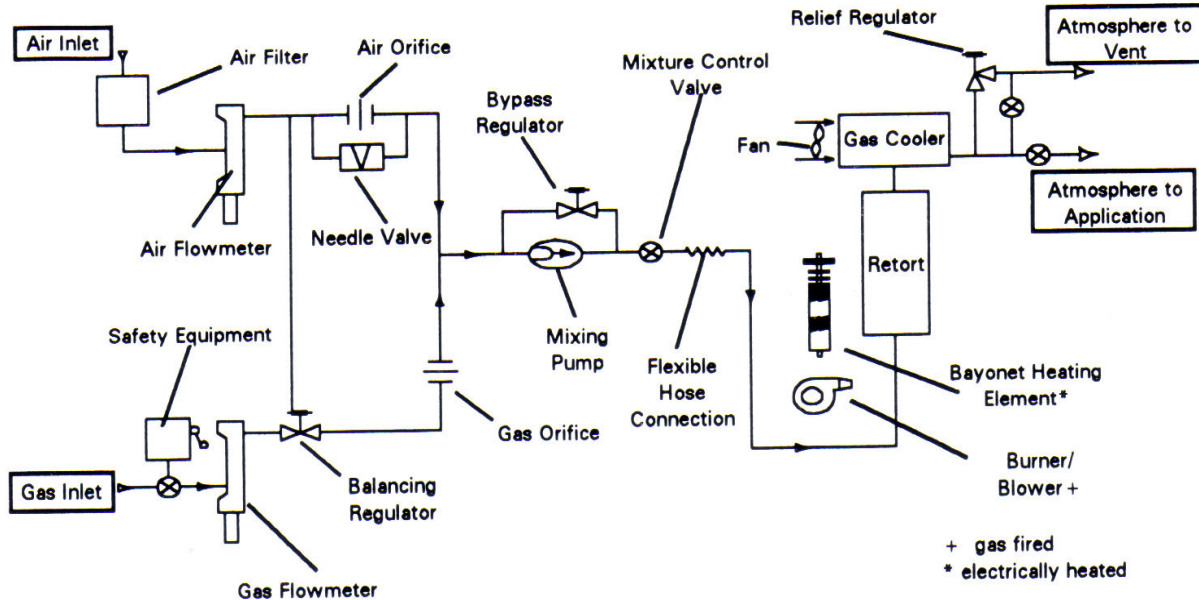 Air Inlet
Air Filter
Air Orifice
Air Flowmeter
Needle Valve
Bypass
Regulator
Mixture Control
Valve
Relief Regulator
Atmosphere to
Vent
Fan
Gas Cooler
Atmosphere to
Application
Retort
Safety Equipment
Mixing
Pump
Flexible
Hose
Connection
Bayonet Heating
Element*
Gas Orifice
Gas Inlet
Balancing
Regulator
Burner/
Blower +
Gas Flowmeter
+ gas fired
* electrically heated